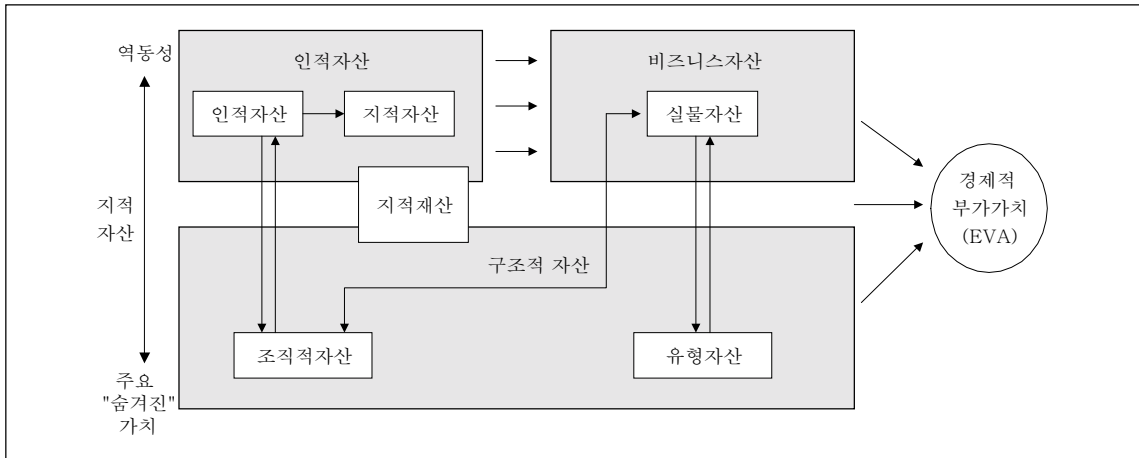 역동성
지적
자산
주요
"숨겨진"
가치
인적자산
인적자산
지적자산
지적재산
비즈니스자산
실물자산
구조적 자산
조직적자산
유형자산
경제적
부가가치
(EVA)